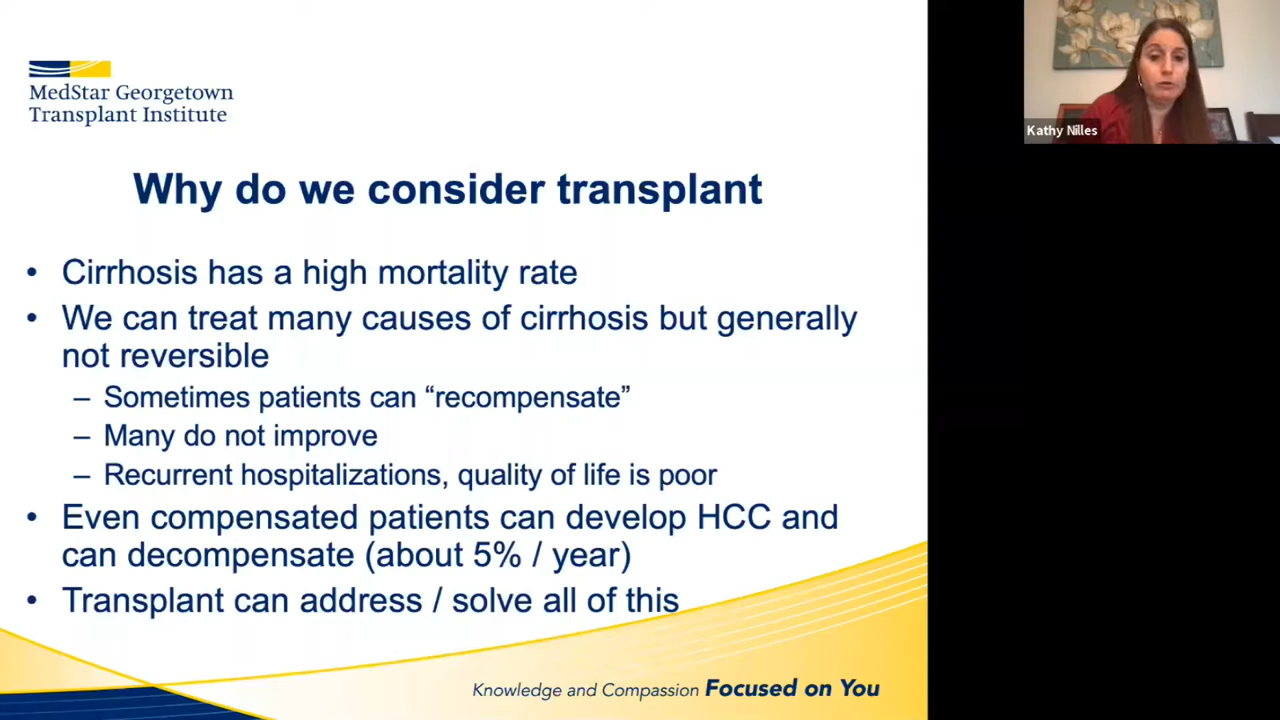 MedStar Georgetown
Transplant Institute
Kathy Nilles
Why do we consider transplant
• Cirrhosis has a high mortality rate
• We can treat many causes of cirrhosis but generally
not reversible
– Sometimes patients can “recompensate”
– Many do not improve
– Recurrent hospitalizations, quality of life is poor
• Even compensated patients can develop HCC and
can decompensate (about 5% / year)
• Transplant can address / solve all of this
Knowledge and Compassion Focused on You